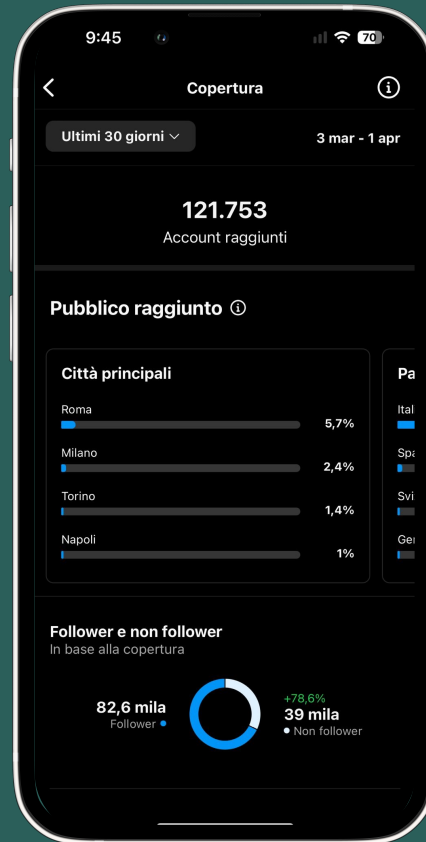 9:45
70
Copertura
Ultimi 30 giorni
3 mar - 1 apr
121.753
Account raggiunti
Pubblico raggiunto
Città principali
Roma
5,7%
Milano
2,4%
Torino
1,4%
Napoli
1%
Pa
Ital
Spa
Svi
Ger
Follower e non follower
In base alla copertura
82,6 mila
Follower
+78,6%
39 mila
Non follower